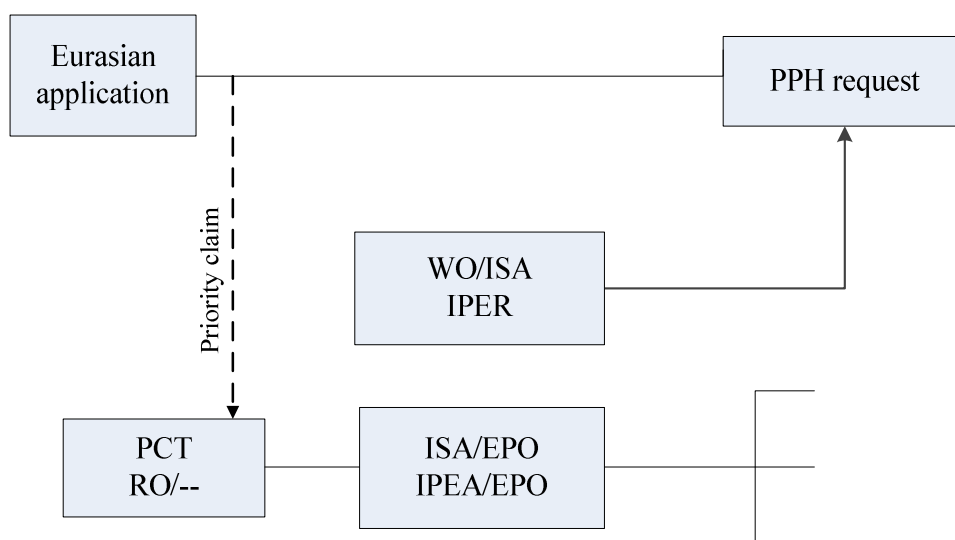 Eurasian
application
PPH request
Priority claim
WO/ISA
IPER
PCT
RO/--
ISA/EPO
IPEA/EPO